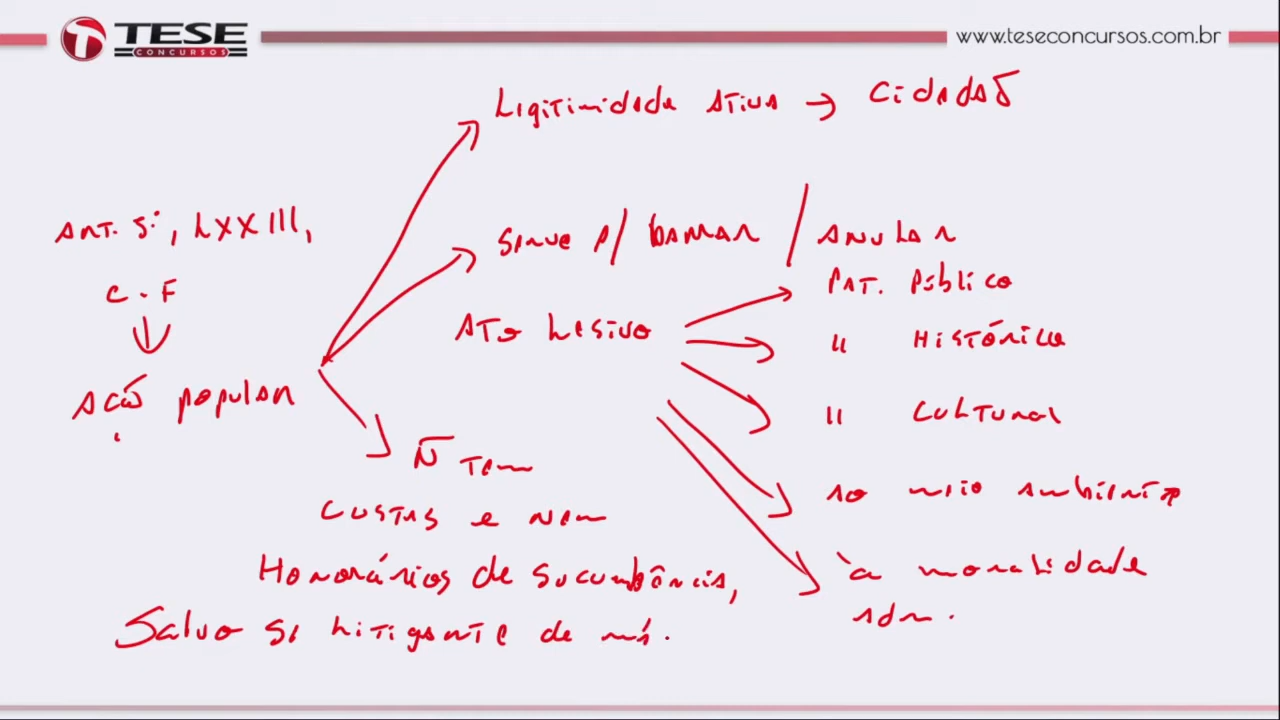 TESE
CONCURSOS
www.teseconcursos.com.br
Legitimidade Ativa → Cidadão
Art. 5º, LXXIII,
C.F
Ação popular
Serve p/ barrar / Anular
Ato Lesivo
Pat. Público
" Histórico
" Cultural
ao meio ambiente
à moralidade
adm.
Ñ Tem
custas e nem
Honorários de sucumbência,
Salvo se Litigante de má.